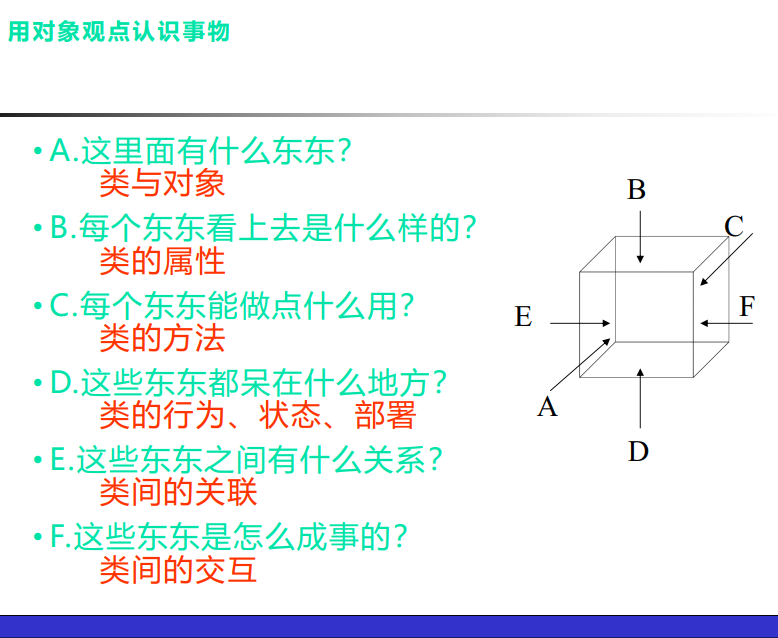 用对象观点认识事物
• A.这里面有什么东东?
类与对象
• B.每个东东看上去是什么样的?
类的属性
• C.每个东东能做点什么用?
类的方法
• D.这些东东都呆在什么地方?
类的行为、状态、部署
• E.这些东东之间有什么关系?
类间的关联
• F.这些东东是怎么成事的?
类间的交互
B
C
E
F
A
D